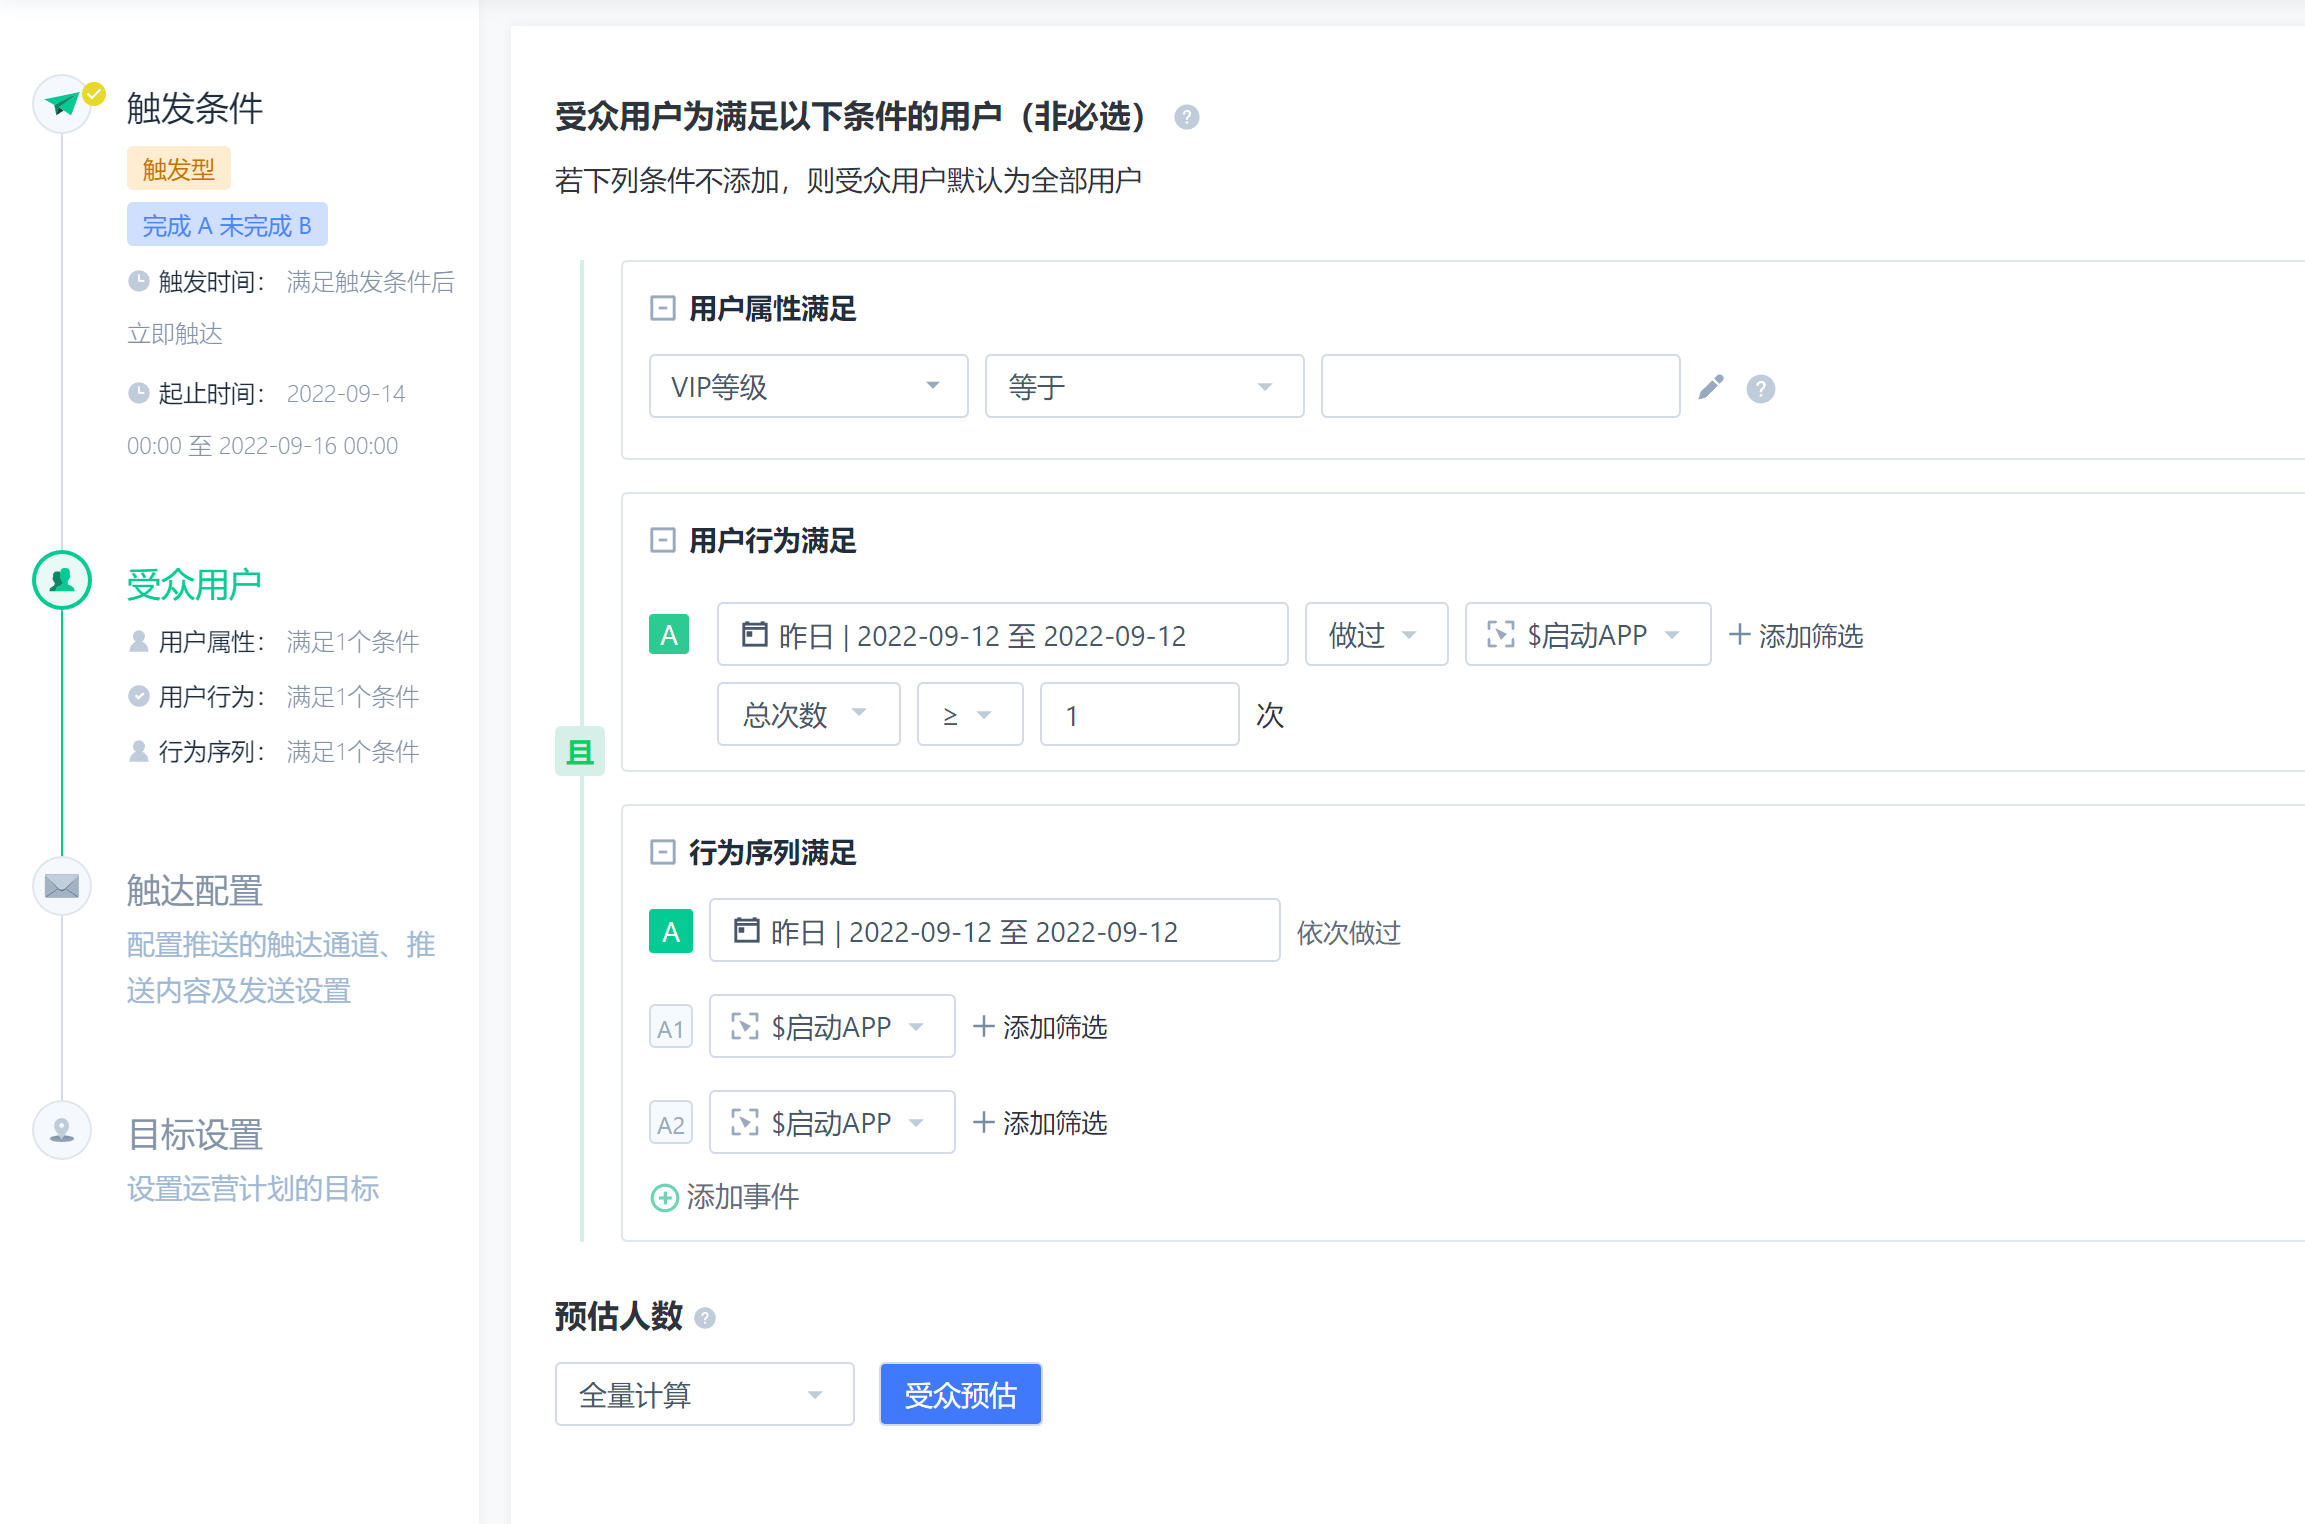 触发条件
触发型
完成 A 未完成 B
触发时间： 满足触发条件后
立即触达
起止时间： 2022-09-14
00:00 至 2022-09-16 00:00
受众用户
用户属性： 满足1个条件
用户行为： 满足1个条件
行为序列： 满足1个条件
触达配置
配置推送的触达通道、推
送内容及发送设置
目标设置
设置运营计划的目标
受众用户为满足以下条件的用户（非必选） ?
若下列条件不添加，则受众用户默认为全部用户
且
用户属性满足
VIP等级 等于 ?
用户行为满足
A 昨日 | 2022-09-12 至 2022-09-12 做过 $启动APP + 添加筛选
总次数 ≥ 1 次
行为序列满足
A 昨日 | 2022-09-12 至 2022-09-12 依次做过
A1 $启动APP + 添加筛选
A2 $启动APP + 添加筛选
添加事件
预估人数 ?
全量计算 受众预估